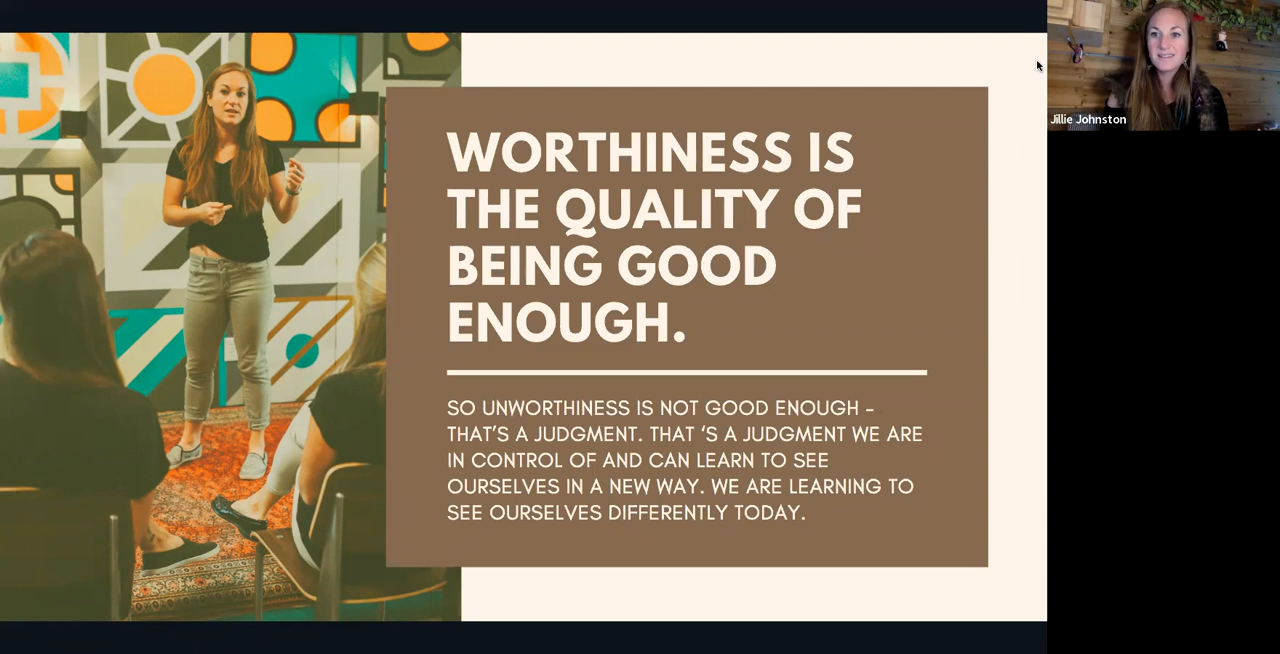 WORTHINESS IS
THE QUALITY OF
BEING GOOD
ENOUGH.
SO UNWORTHINESS IS NOT GOOD ENOUGH -
THAT'S A JUDGMENT. THAT 'S A JUDGMENT WE ARE
IN CONTROL OF AND CAN LEARN TO SEE
OURSELVES IN A NEW WAY. WE ARE LEARNING TO
SEE OURSELVES DIFFERENTLY TODAY.
Jillie Johnston